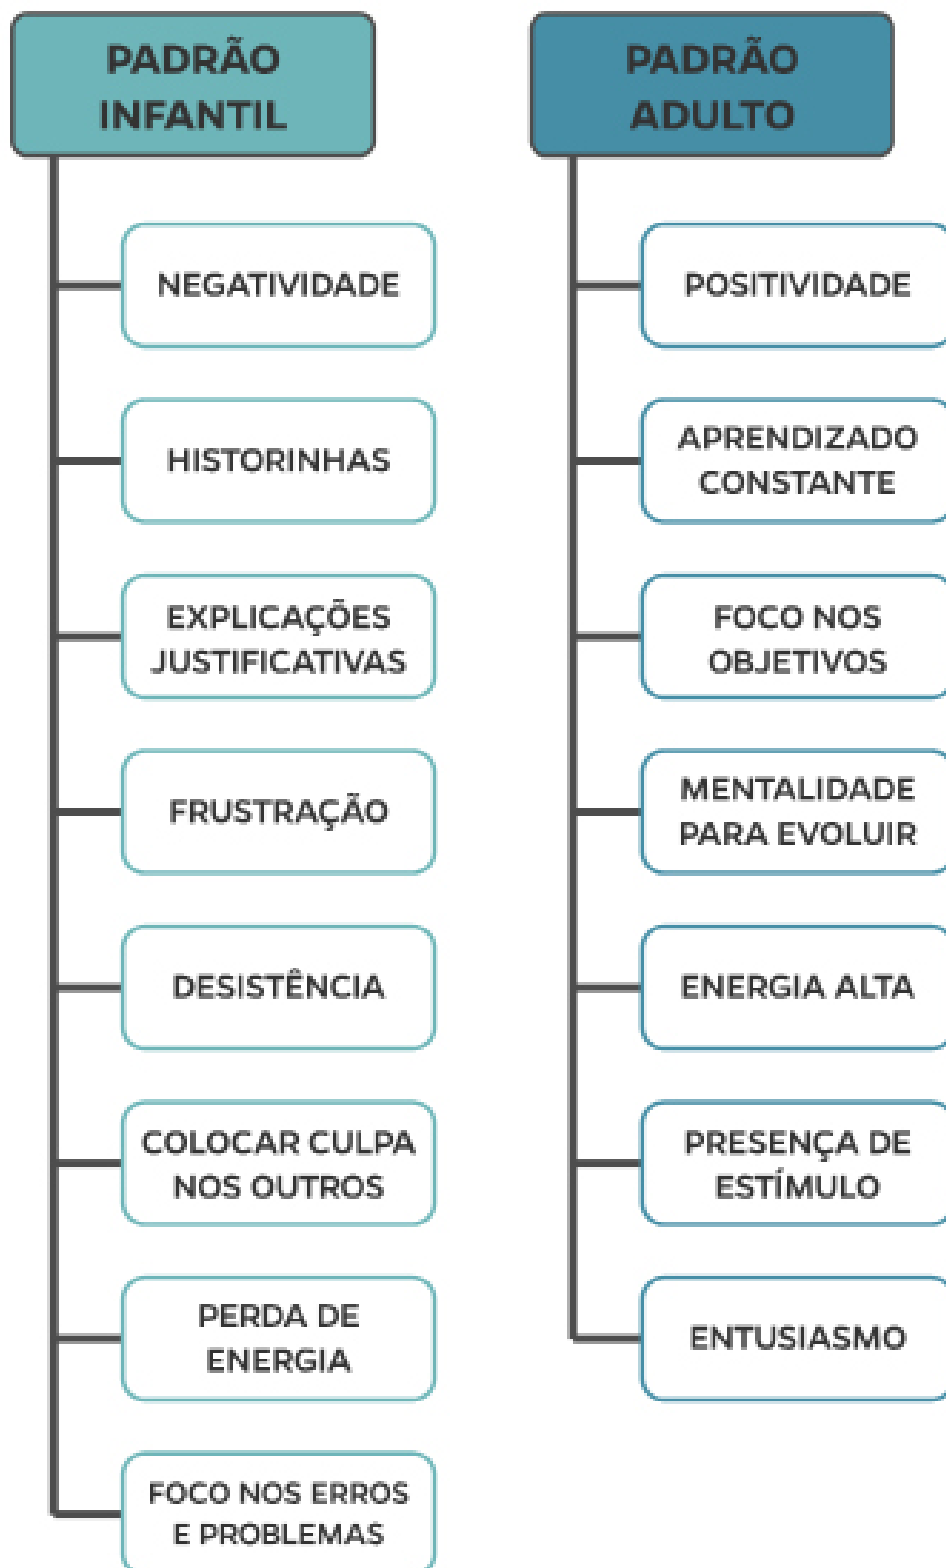 PADRÃO
INFANTIL
NEGATIVIDADE
HISTORINHAS
EXPLICAÇÕES
JUSTIFICATIVAS
FRUSTRAÇÃO
DESISTÊNCIA
COLOCAR CULPA
NOS OUTROS
PERDA DE
ENERGIA
FOCO NOS ERROS
E PROBLEMAS
PADRÃO
ADULTO
POSITIVIDADE
APRENDIZADO
CONSTANTE
FOCO NOS
OBJETIVOS
MENTALIDADE
PARA EVOLUIR
ENERGIA ALTA
PRESENÇA DE
ESTÍMULO
ENTUSIASMO